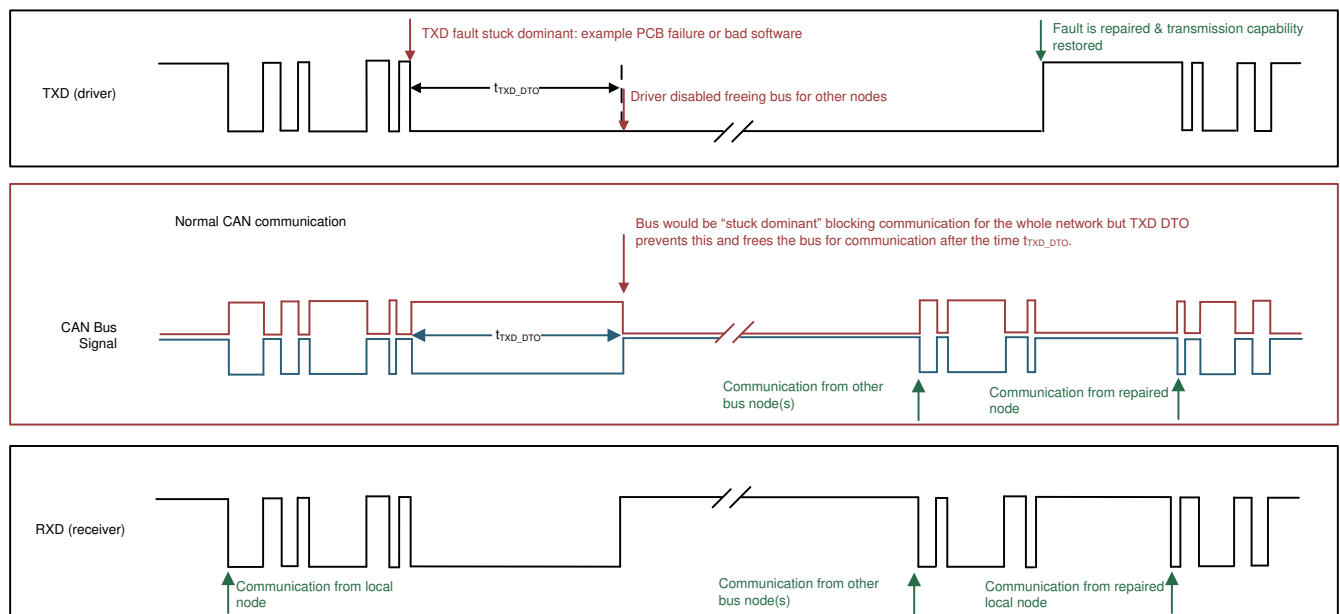 TXD fault stuck dominant: example PCB failure or bad software
Fault is repaired & transmission capability
restored
TXD (driver)
tTXD_DTO
Driver disabled freeing bus for other nodes
Normal CAN communication
Bus would be “stuck dominant” blocking communication for the whole network but TXD DTO
prevents this and frees the bus for communication after the time tTXD_DTO.
CAN Bus
Signal
tTXD_DTO
Communication from other
bus node(s)
Communication from repaired
node
RXD (receiver)
Communication from local
node
Communication from other
bus node(s)
Communication from repaired
local node